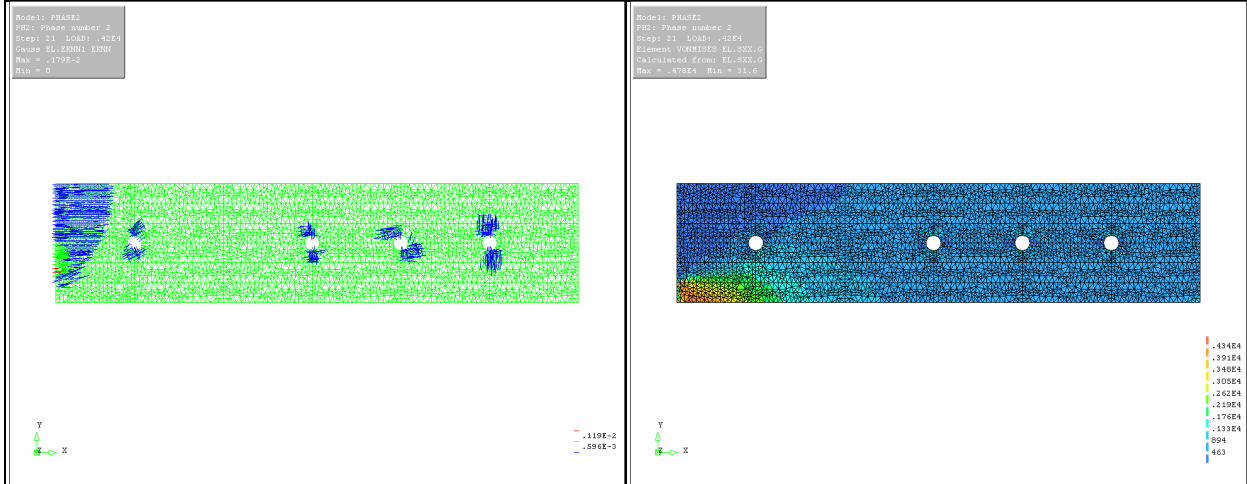 Model: PHASE2
PH2: Phase number 2
Step: 21 LOAD: .42E4
Gauss EL.EKNN1 EKNN
Max = .179E-2
Min = 0
Y
Z X
.119E-2
.596E-3
Model: PHASE2
PH2: Phase number 2
Step: 21 LOAD: .42E4
Element VONMISES EL.SXX.G
Calculated from: EL.SXX.G
Max = .478E4 Min = 31.6
.434E4
.391E4
.348E4
.305E4
.262E4
.219E4
.176E4
.133E4
894
463
Y
Z X